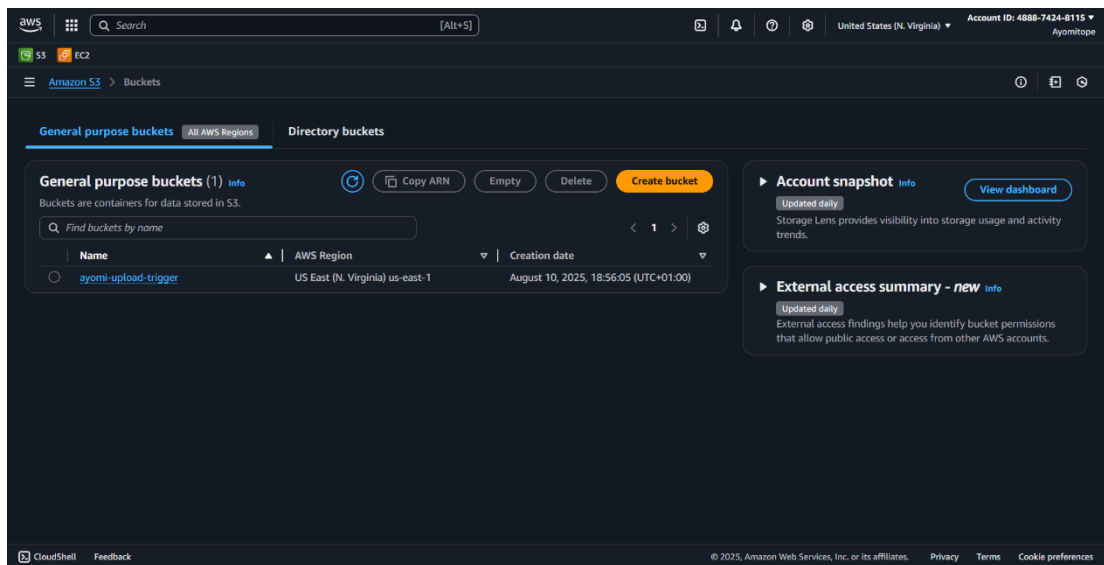 aws
Search [Alt+S] United States (N. Virginia) ▼ Account ID: 4888-7424-8115 ▼
Ayomitope
S3 EC2
Amazon S3 > Buckets
General purpose buckets All AWS Regions Directory buckets
General purpose buckets (1) Info Copy ARN Empty Delete Create bucket
Buckets are containers for data stored in S3.
Find buckets by name < 1 >
Name AWS Region Creation date
ayomi-upload-trigger US East (N. Virginia) us-east-1 August 10, 2025, 18:56:05 (UTC+01:00)
Account snapshot Info View dashboard
Updated daily
Storage Lens provides visibility into storage usage and activity
trends.
External access summary - new Info
Updated daily
External access findings help you identify bucket permissions
that allow public access or access from other AWS accounts.
CloudShell Feedback © 2025, Amazon Web Services, Inc. or its affiliates. Privacy Terms Cookie preferences